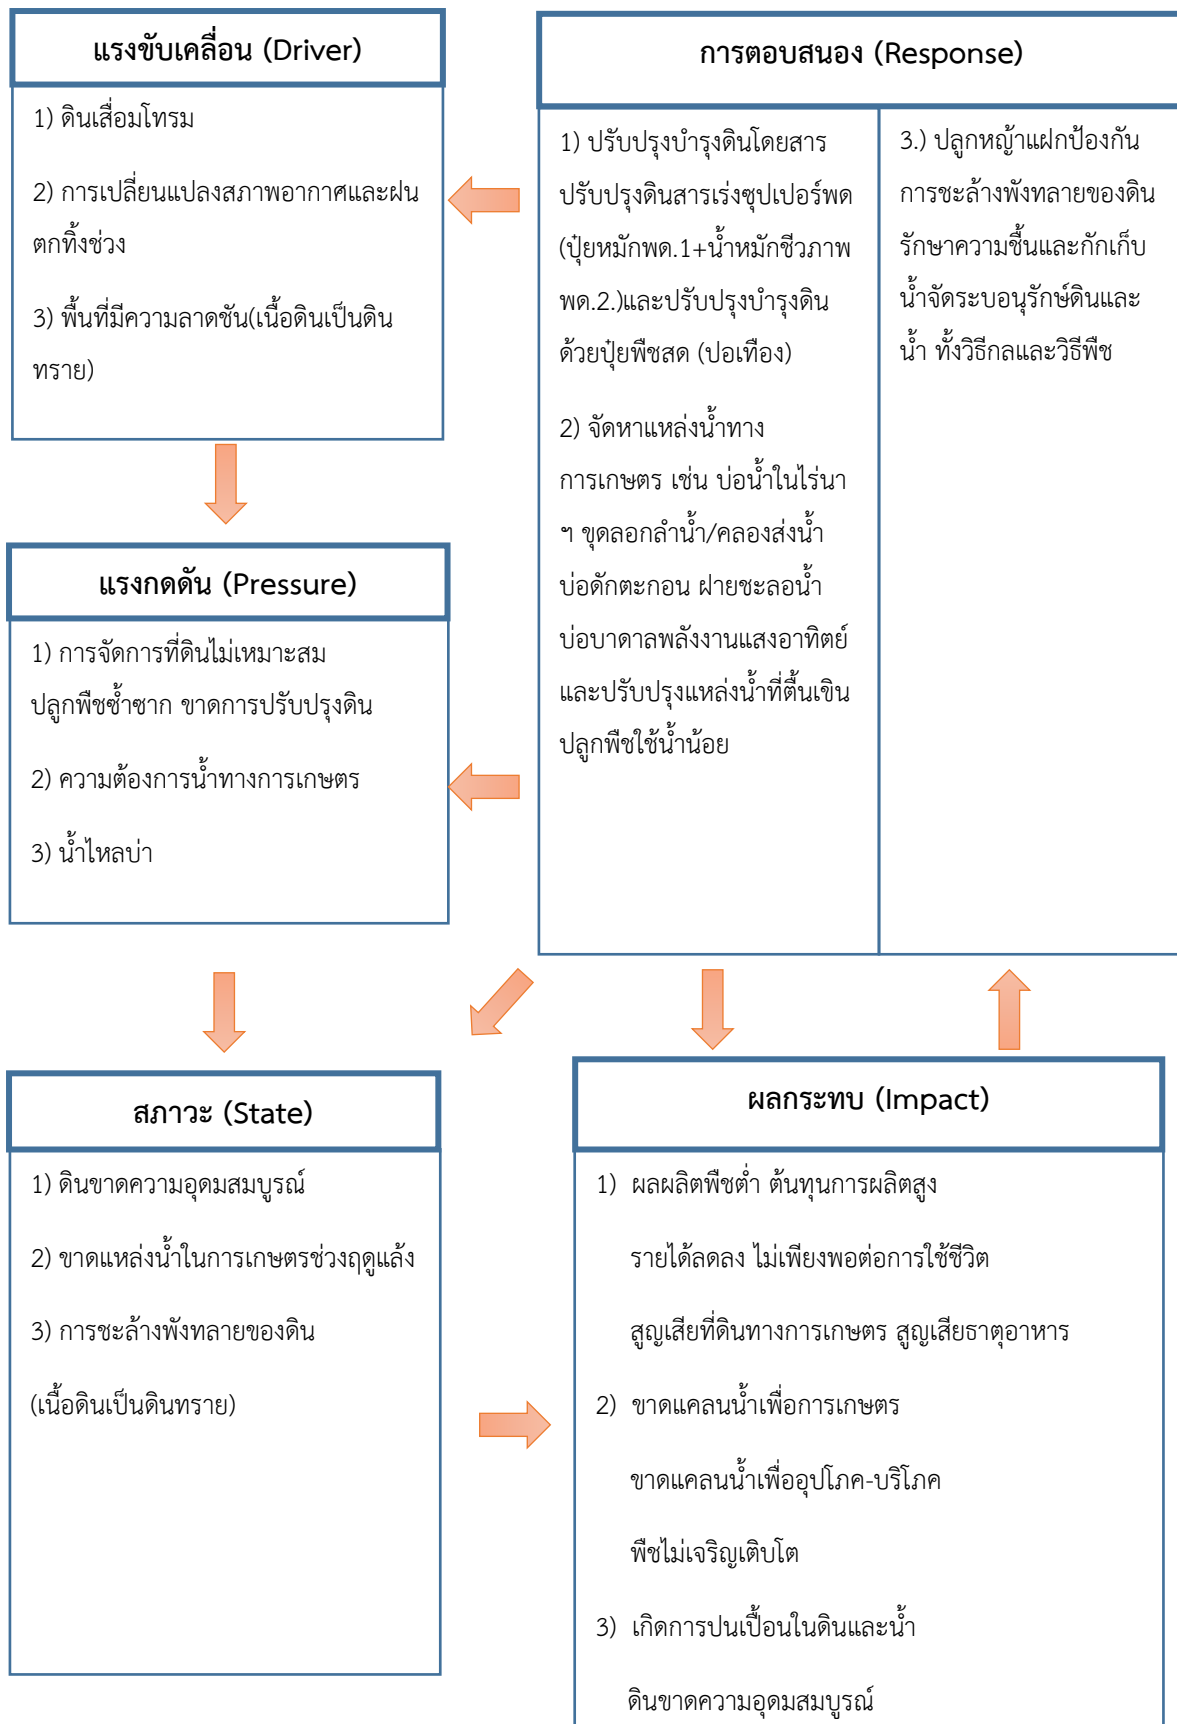 แรงขับเคลื่อน (Driver)
1) ดินเสื่อมโทรม
2) การเปลี่ยนแปลงสภาพอากาศและฝน
ตกทิ้งช่วง
3) พื้นที่มีความลาดชัน(เนื้อดินเป็นดิน
ทราย)
การตอบสนอง (Response)
1) ปรับปรุงบำรุงดินโดยสาร
ปรับปรุงดินสารเร่งซุปเปอร์พด
(ปุ๋ยหมักพด.1+น้ำหมักชีวภาพ
พด.2.)และปรับปรุงบำรุงดิน
ด้วยปุ๋ยพืชสด (ปอเทือง)
2) จัดหาแหล่งน้ำทาง
การเกษตร เช่น บ่อน้ำในไร่นา
ฯ ขุดลอกลำน้ำ/คลองส่งน้ำ
บ่อดักตะกอน ฝายชะลอน้ำ
บ่อบาดาลพลังงานแสงอาทิตย์
และปรับปรุงแหล่งน้ำที่ตื้นเขิน
ปลูกพืชใช้น้ำน้อย
3.) ปลูกหญ้าแฝกป้องกัน
การชะล้างพังทลายของดิน
รักษาความชื้นและกักเก็บ
น้ำจัดระบอนุรักษ์ดินและ
น้ำ ทั้งวิธีกลและวิธีพืช
แรงกดดัน (Pressure)
1) การจัดการที่ดินไม่เหมาะสม
ปลูกพืชซ้ำซาก ขาดการปรับปรุงดิน
2) ความต้องการน้ำทางการเกษตร
3) น้ำไหลบ่า
สภาวะ (State)
1) ดินขาดความอุดมสมบูรณ์
2) ขาดแหล่งน้ำในการเกษตรช่วงฤดูแล้ง
3) การชะล้างพังทลายของดิน
(เนื้อดินเป็นดินทราย)
ผลกระทบ (Impact)
1) ผลผลิตพืชต่ำ ต้นทุนการผลิตสูง
รายได้ลดลง ไม่เพียงพอต่อการใช้ชีวิต
สูญเสียที่ดินทางการเกษตร สูญเสียธาตุอาหาร
2) ขาดแคลนน้ำเพื่อการเกษตร
ขาดแคลนน้ำเพื่ออุปโภค-บริโภค
พืชไม่เจริญเติบโต
3) เกิดการปนเปื้อนในดินและน้ำ
ดินขาดความอุดมสมบูรณ์